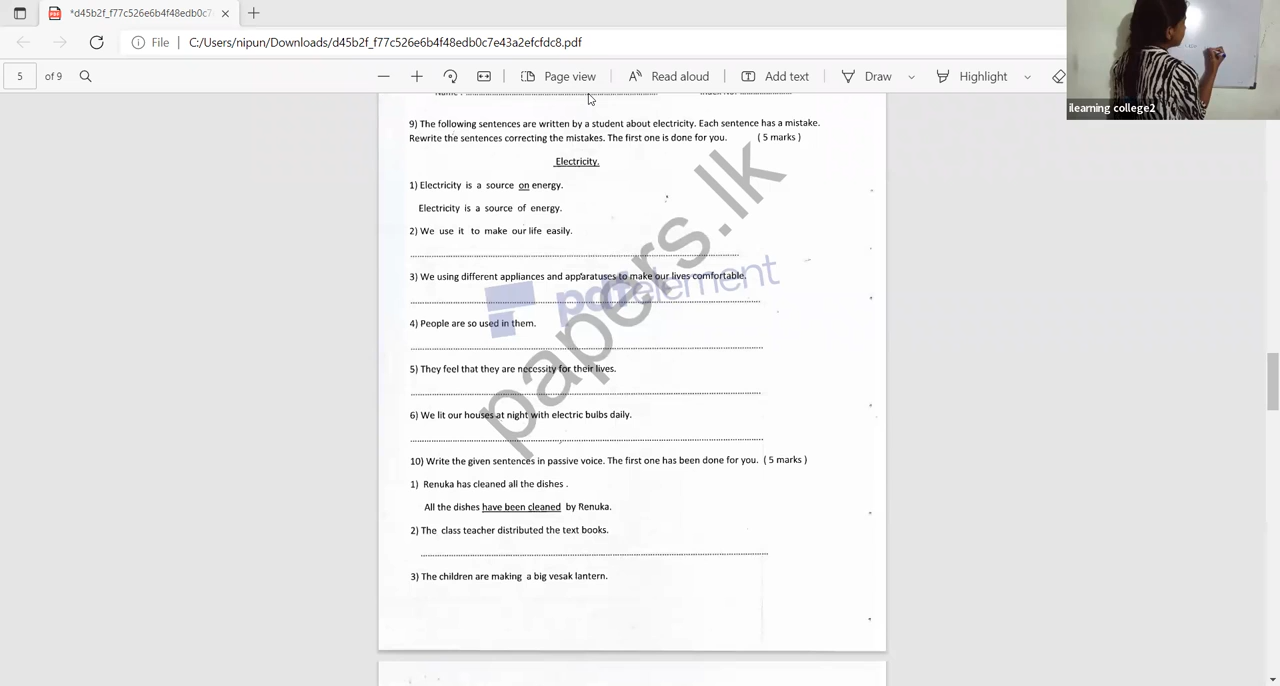 *d45b2f_f77c526e6b4f48edb0c7
File | C:/Users/nipun/Downloads/d45b2f_f77c526e6b4f48edb0c7e43a2efcfdc8.pdf
5 of 9 Page view Read aloud Add text Draw Highlight
ilearning college2
Name : Index No:
9) The following sentences are written by a student about electricity. Each sentence has a mistake.
Rewrite the sentences correcting the mistakes. The first one is done for you. ( 5 marks )
Electricity.
1) Electricity is a source on energy.
Electricity is a source of energy.
2) We use it to make our life easily.
3) We using different appliances and apparatuses to make our lives comfortable.
4) People are so used in them.
5) They feel that they are necessity for their lives.
6) We lit our houses at night with electric bulbs daily.
10) Write the given sentences in passive voice. The first one has been done for you. ( 5 marks )
1) Renuka has cleaned all the dishes .
All the dishes have been cleaned by Renuka.
2) The class teacher distributed the text books.
3) The children are making a big vesak lantern.
papers.lk
pdfelement